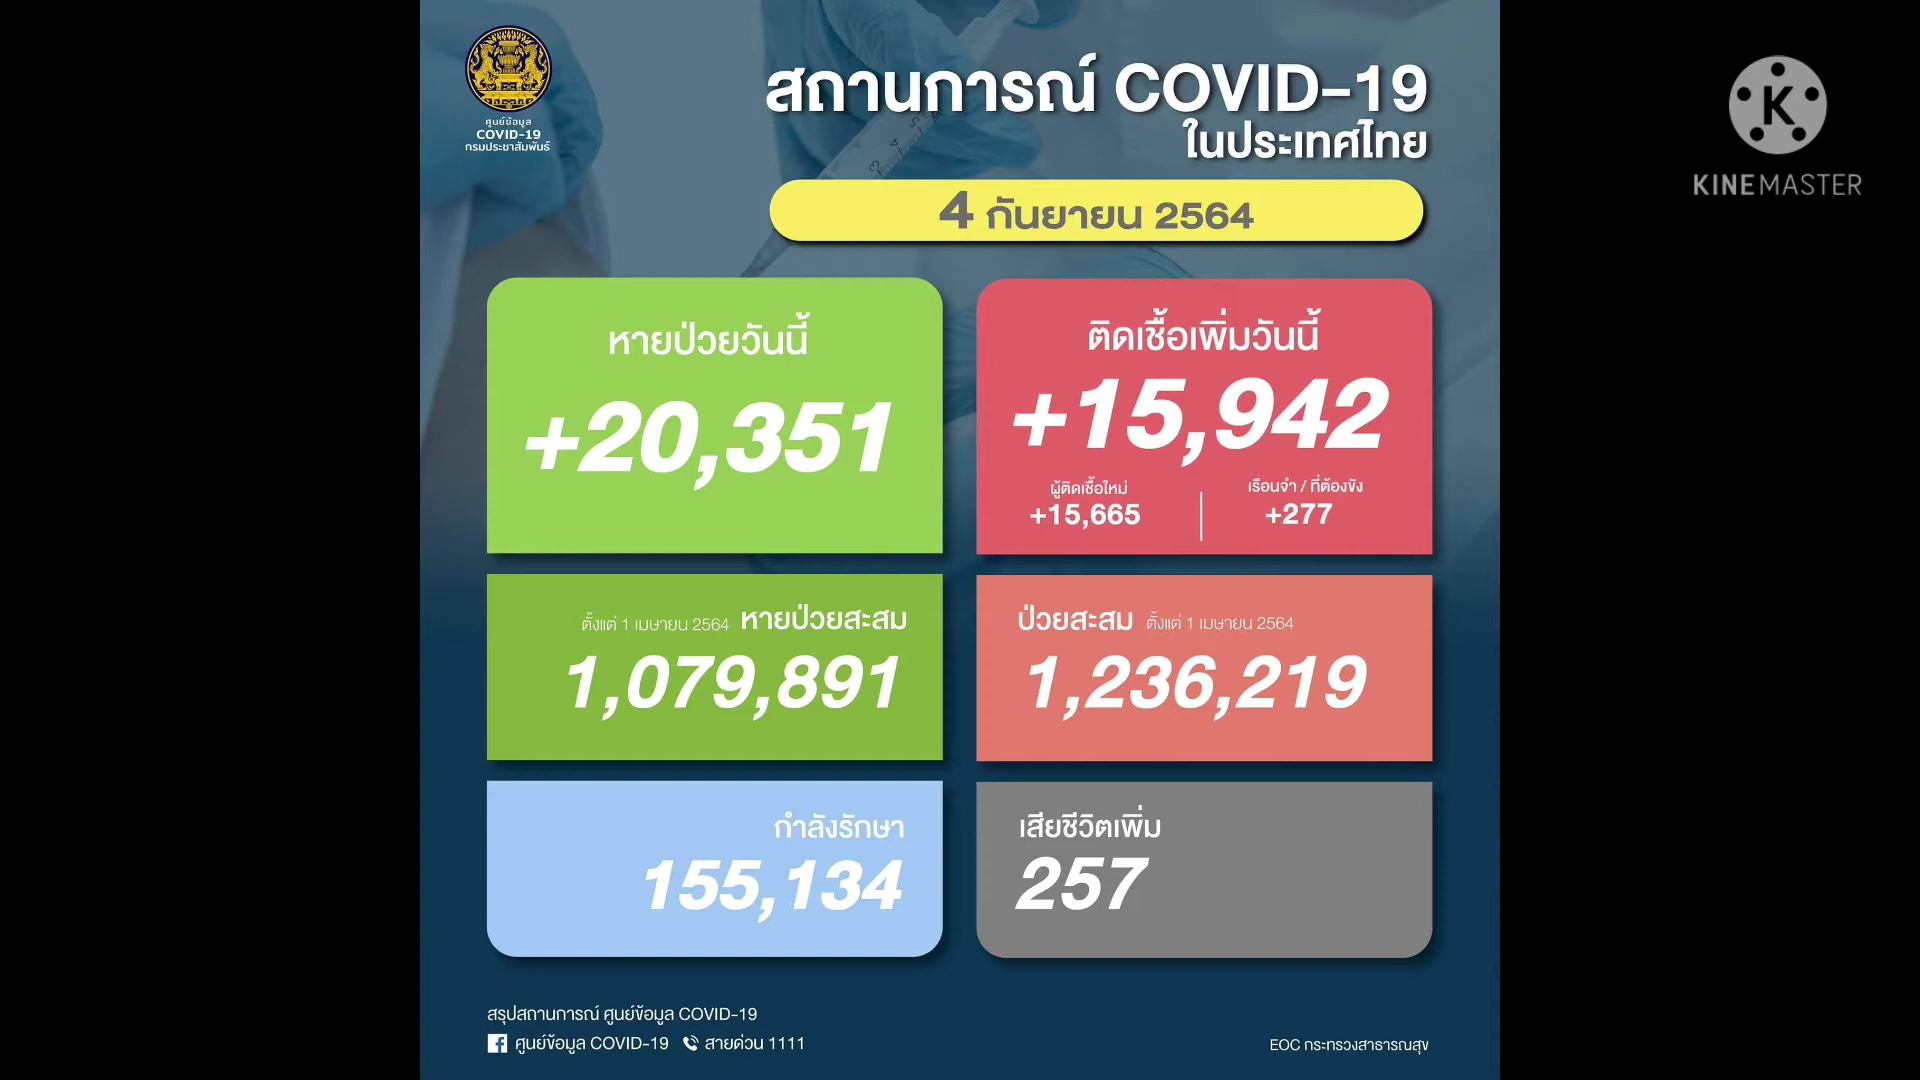 ศูนย์ข้อมูล
COVID-19
กรมประชาสัมพันธ์
สถานการณ์ COVID-19
ในประเทศไทย
4 กันยายน 2564
KINEMASTER
หายป่วยวันนี้
+20,351
ติดเชื้อเพิ่มวันนี้
+15,942
ผู้ติดเชื้อใหม่
+15,665
เรือนจำ / ที่ต้องขัง
+277
ตั้งแต่ 1 เมษายน 2564 หายป่วยสะสม
1,079,891
ป่วยสะสม ตั้งแต่ 1 เมษายน 2564
1,236,219
กำลังรักษา
155,134
เสียชีวิตเพิ่ม
257
สรุปสถานการณ์ ศูนย์ข้อมูล COVID-19
ศูนย์ข้อมูล COVID-19 สายด่วน 1111
EOC กระทรวงสาธารณสุข